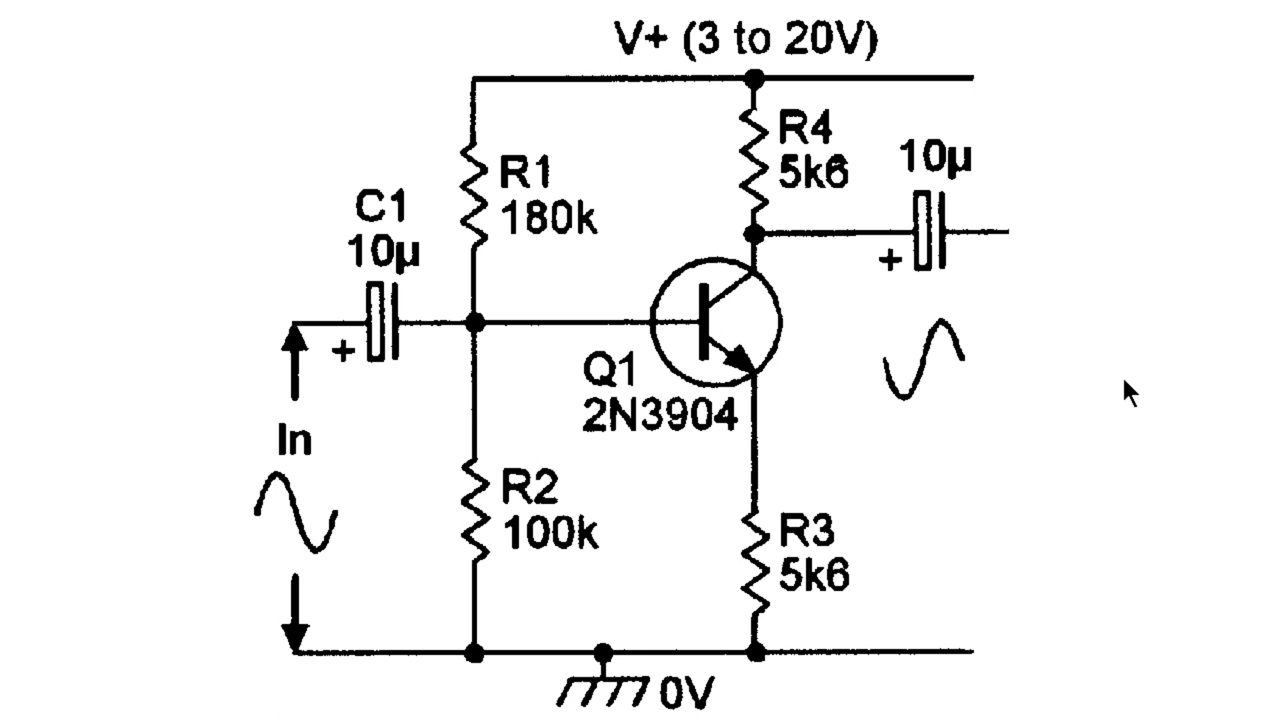 V+ (3 to 20V)
R4
5k6
10µ
R1
180k
C1
10µ
+
+
Q1
2N3904
In
R2
100k
R3
5k6
0V